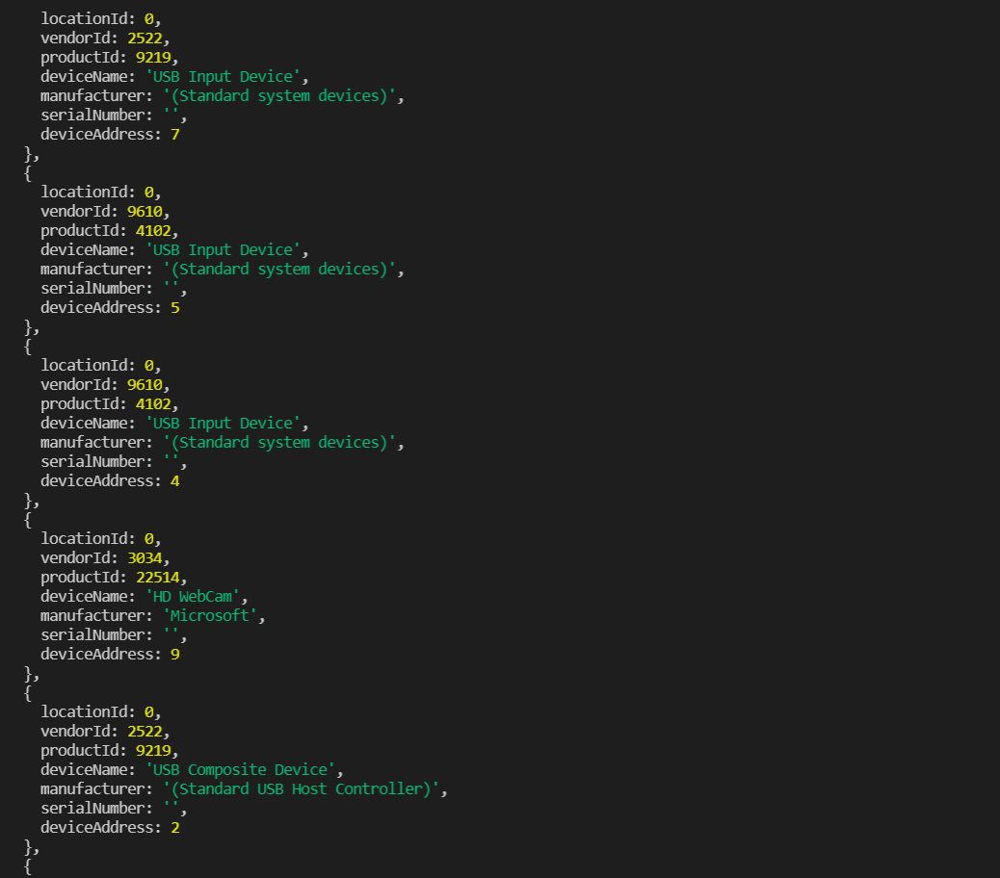 locationId: 0,
vendorId: 2522,
productId: 9219,
deviceName: 'USB Input Device',
manufacturer: '(Standard system devices)',
serialNumber: '',
deviceAddress: 7
},
{
locationId: 0,
vendorId: 9610,
productId: 4102,
deviceName: 'USB Input Device',
manufacturer: '(Standard system devices)',
serialNumber: '',
deviceAddress: 5
},
{
locationId: 0,
vendorId: 9610,
productId: 4102,
deviceName: 'USB Input Device',
manufacturer: '(Standard system devices)',
serialNumber: '',
deviceAddress: 4
},
{
locationId: 0,
vendorId: 3034,
productId: 22514,
deviceName: 'HD WebCam',
manufacturer: 'Microsoft',
serialNumber: '',
deviceAddress: 9
},
{
locationId: 0,
vendorId: 2522,
productId: 9219,
deviceName: 'USB Composite Device',
manufacturer: '(Standard USB Host Controller)',
serialNumber: '',
deviceAddress: 2
},
{